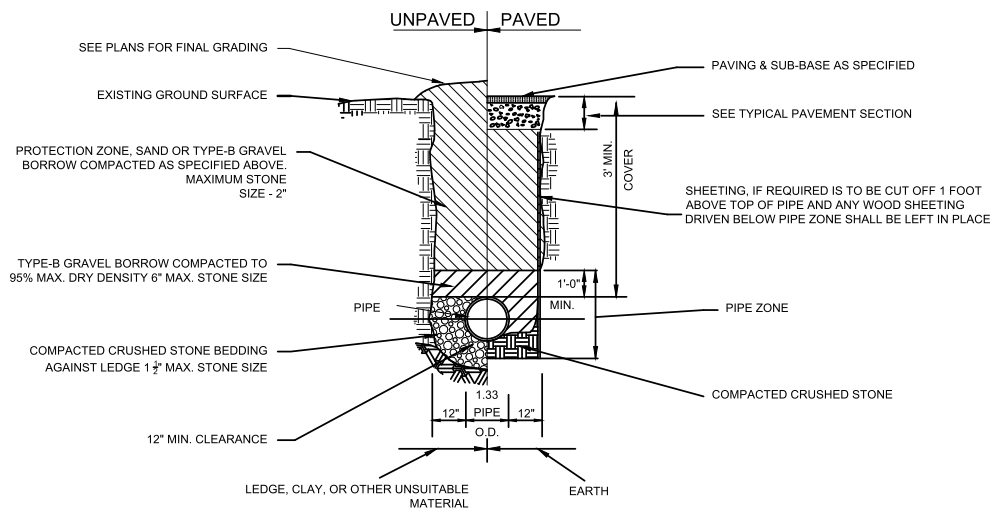 UNPAVED
PAVED
SEE PLANS FOR FINAL GRADING
EXISTING GROUND SURFACE
PROTECTION ZONE, SAND OR TYPE-B GRAVEL
BORROW COMPACTED AS SPECIFIED ABOVE.
MAXIMUM STONE
SIZE - 2"
TYPE-B GRAVEL BORROW COMPACTED TO
95% MAX. DRY DENSITY 6" MAX. STONE SIZE
PIPE
COMPACTED CRUSHED STONE BEDDING
AGAINST LEDGE 1 1/2" MAX. STONE SIZE
12" MIN. CLEARANCE
PAVING & SUB-BASE AS SPECIFIED
SEE TYPICAL PAVEMENT SECTION
3' MIN.
COVER
SHEETING, IF REQUIRED IS TO BE CUT OFF 1 FOOT
ABOVE TOP OF PIPE AND ANY WOOD SHEETING
DRIVEN BELOW PIPE ZONE SHALL BE LEFT IN PLACE
1'-0"
MIN.
PIPE ZONE
COMPACTED CRUSHED STONE
1.33
12" PIPE 12"
O.D.
LEDGE, CLAY, OR OTHER UNSUITABLE
MATERIAL
EARTH